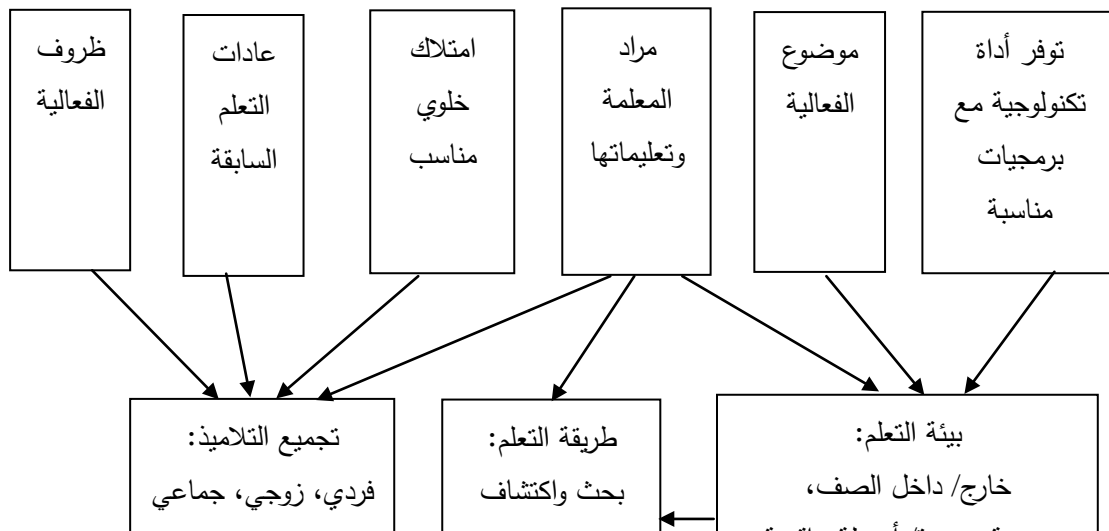 توفر أداة
تكنولوجية مع
برمجيات
مناسبة
موضوع
الفعالية
مراد
المعلمة
وتعليماتها
امتلاك
خلوي
مناسب
عادات
التعلم
السابقة
ظروف
الفعالية
بيئة التعلم:
خارج/ داخل الصف،
طريقة التعلم:
بحث واكتشاف
تجميع التلاميذ:
فردي، زوجي، جماعي